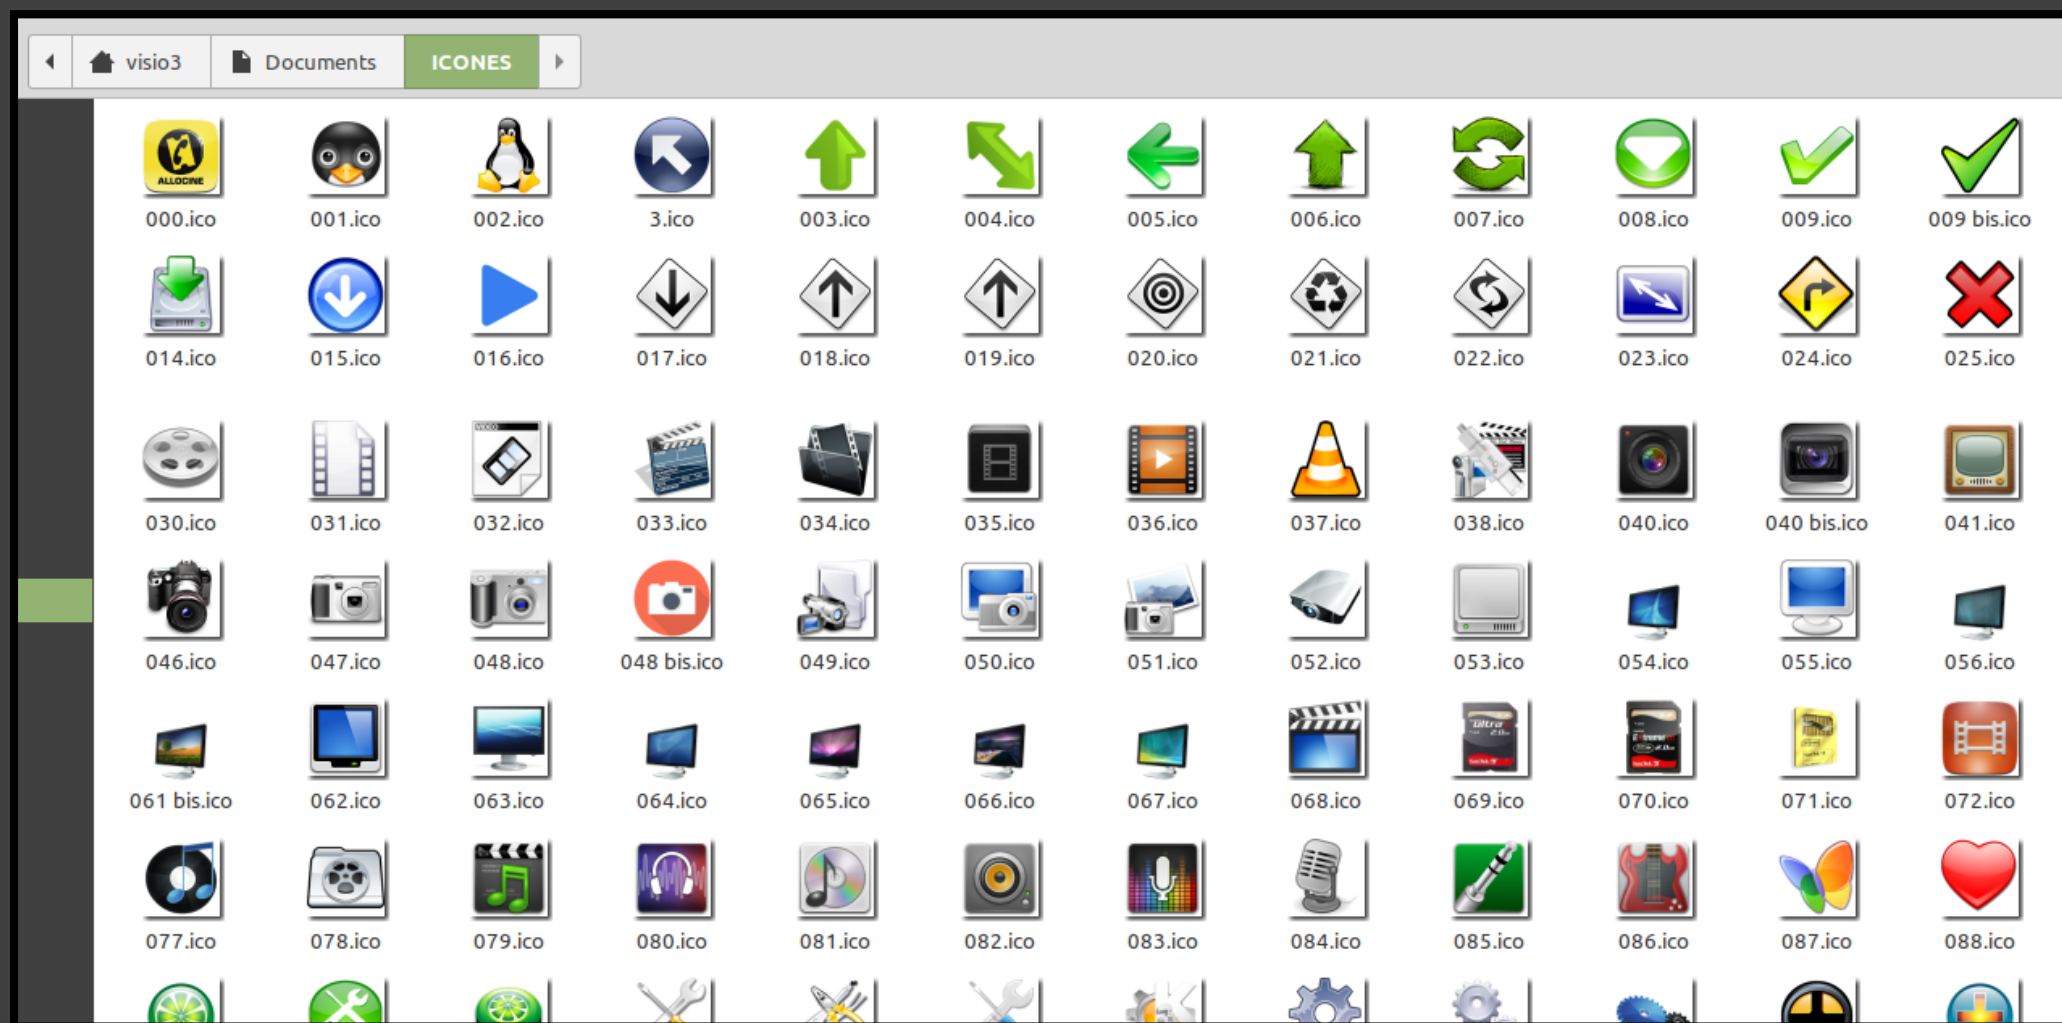 visio3 Documents ICONES
ALLOCINE
000.ico 001.ico 002.ico 3.ico 003.ico 004.ico 005.ico 006.ico 007.ico 008.ico 009.ico 009 bis.ico
014.ico 015.ico 016.ico 017.ico 018.ico 019.ico 020.ico 021.ico 022.ico 023.ico 024.ico 025.ico
VIDEO
030.ico 031.ico 032.ico 033.ico 034.ico 035.ico 036.ico 037.ico 038.ico 040.ico 040 bis.ico 041.ico
046.ico 047.ico 048.ico 048 bis.ico 049.ico 050.ico 051.ico 052.ico 053.ico 054.ico 055.ico 056.ico
ultra
Extreme
2.0
SanDisk
061 bis.ico 062.ico 063.ico 064.ico 065.ico 066.ico 067.ico 068.ico 069.ico 070.ico 071.ico 072.ico
077.ico 078.ico 079.ico 080.ico 081.ico 082.ico 083.ico 084.ico 085.ico 086.ico 087.ico 088.ico